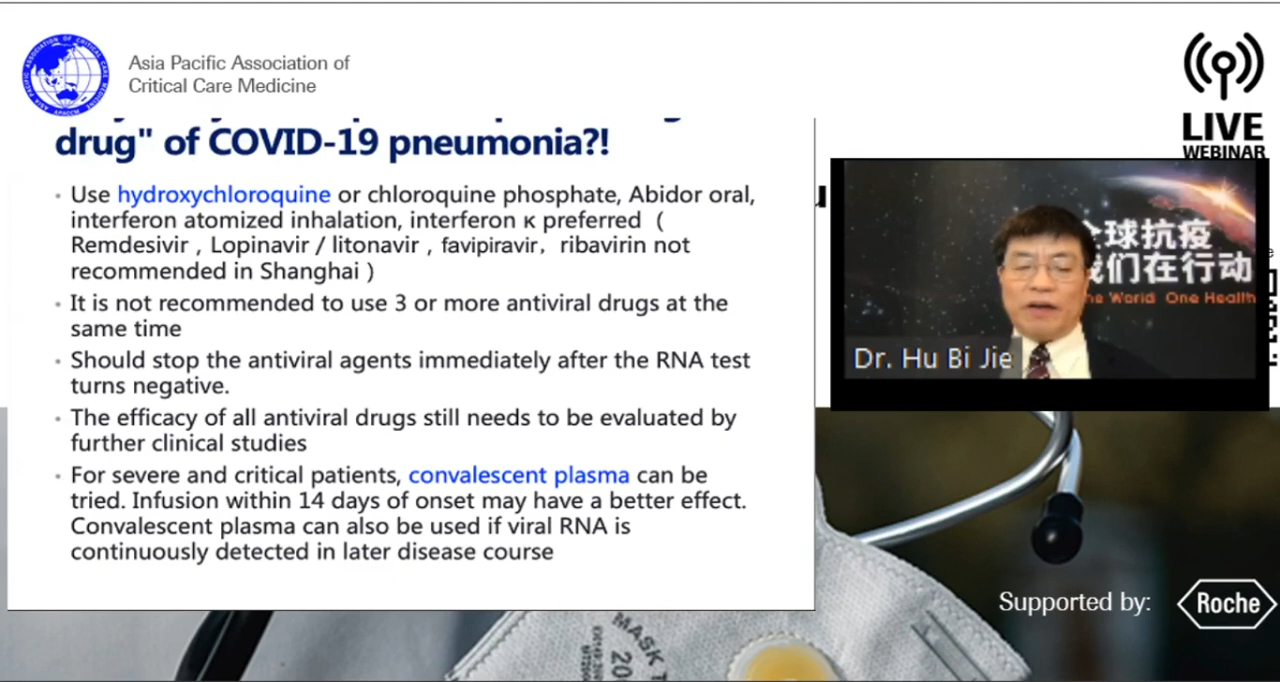 Asia Pacific Association of
Critical Care Medicine
LIVE
WEBINAR
drug" of COVID-19 pneumonia?!
• Use hydroxychloroquine or chloroquine phosphate, Abidor oral,
interferon atomized inhalation, interferon κ preferred （
Remdesivir , Lopinavir / litonavir , favipiravir, ribavirin not
recommended in Shanghai ）
• It is not recommended to use 3 or more antiviral drugs at the
same time
• Should stop the antiviral agents immediately after the RNA test
turns negative.
• The efficacy of all antiviral drugs still needs to be evaluated by
further clinical studies
• For severe and critical patients, convalescent plasma can be
tried. Infusion within 14 days of onset may have a better effect.
Convalescent plasma can also be used if viral RNA is
continuously detected in later disease course
球抗疫
们在行动
World One Health
Dr. Hu Bi Jie
Supported by:
Roche
MASK